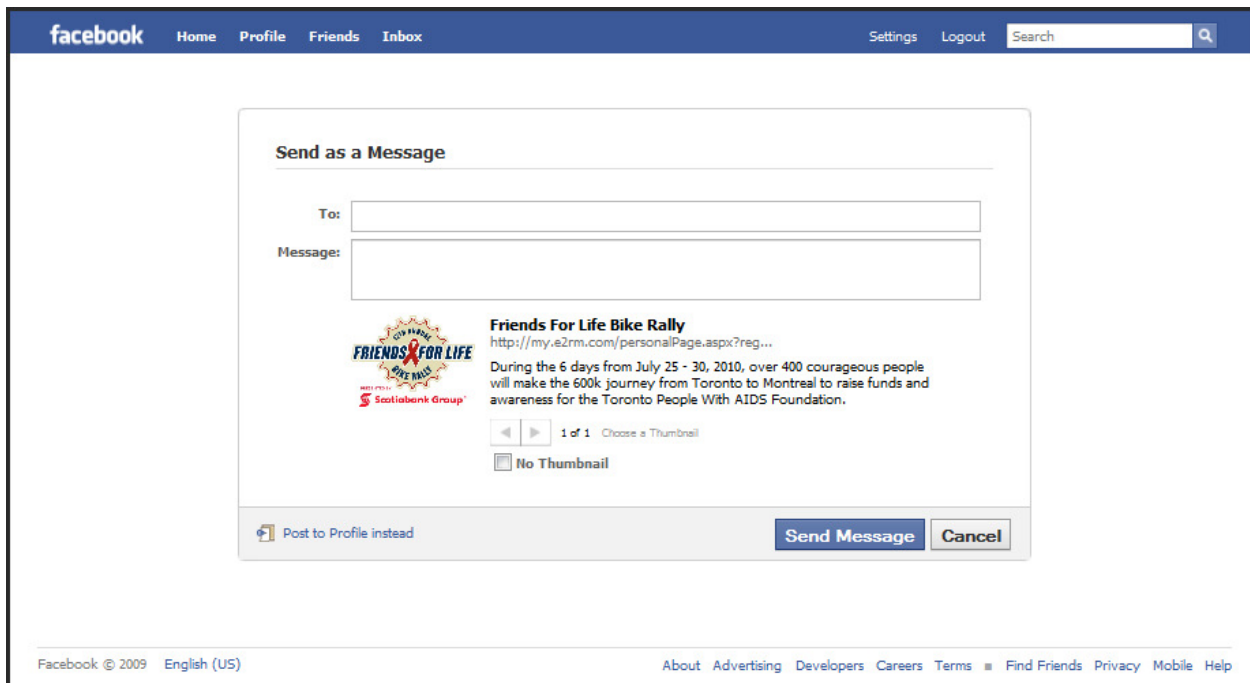 facebook Home Profile Friends Inbox Settings Logout Search
Send as a Message
To:
Message:
FRIENDS FOR LIFE
BIKE RALLY
Scotiabank Group
Friends For Life Bike Rally
http://my.e2rm.com/personalPage.aspx?reg...
During the 6 days from July 25 - 30, 2010, over 400 courageous people
will make the 600k journey from Toronto to Montreal to raise funds and
awareness for the Toronto People With AIDS Foundation.
1 of 1 Choose a Thumbnail
No Thumbnail
Post to Profile instead Send Message Cancel
Facebook © 2009 English (US) About Advertising Developers Careers Terms Find Friends Privacy Mobile Help